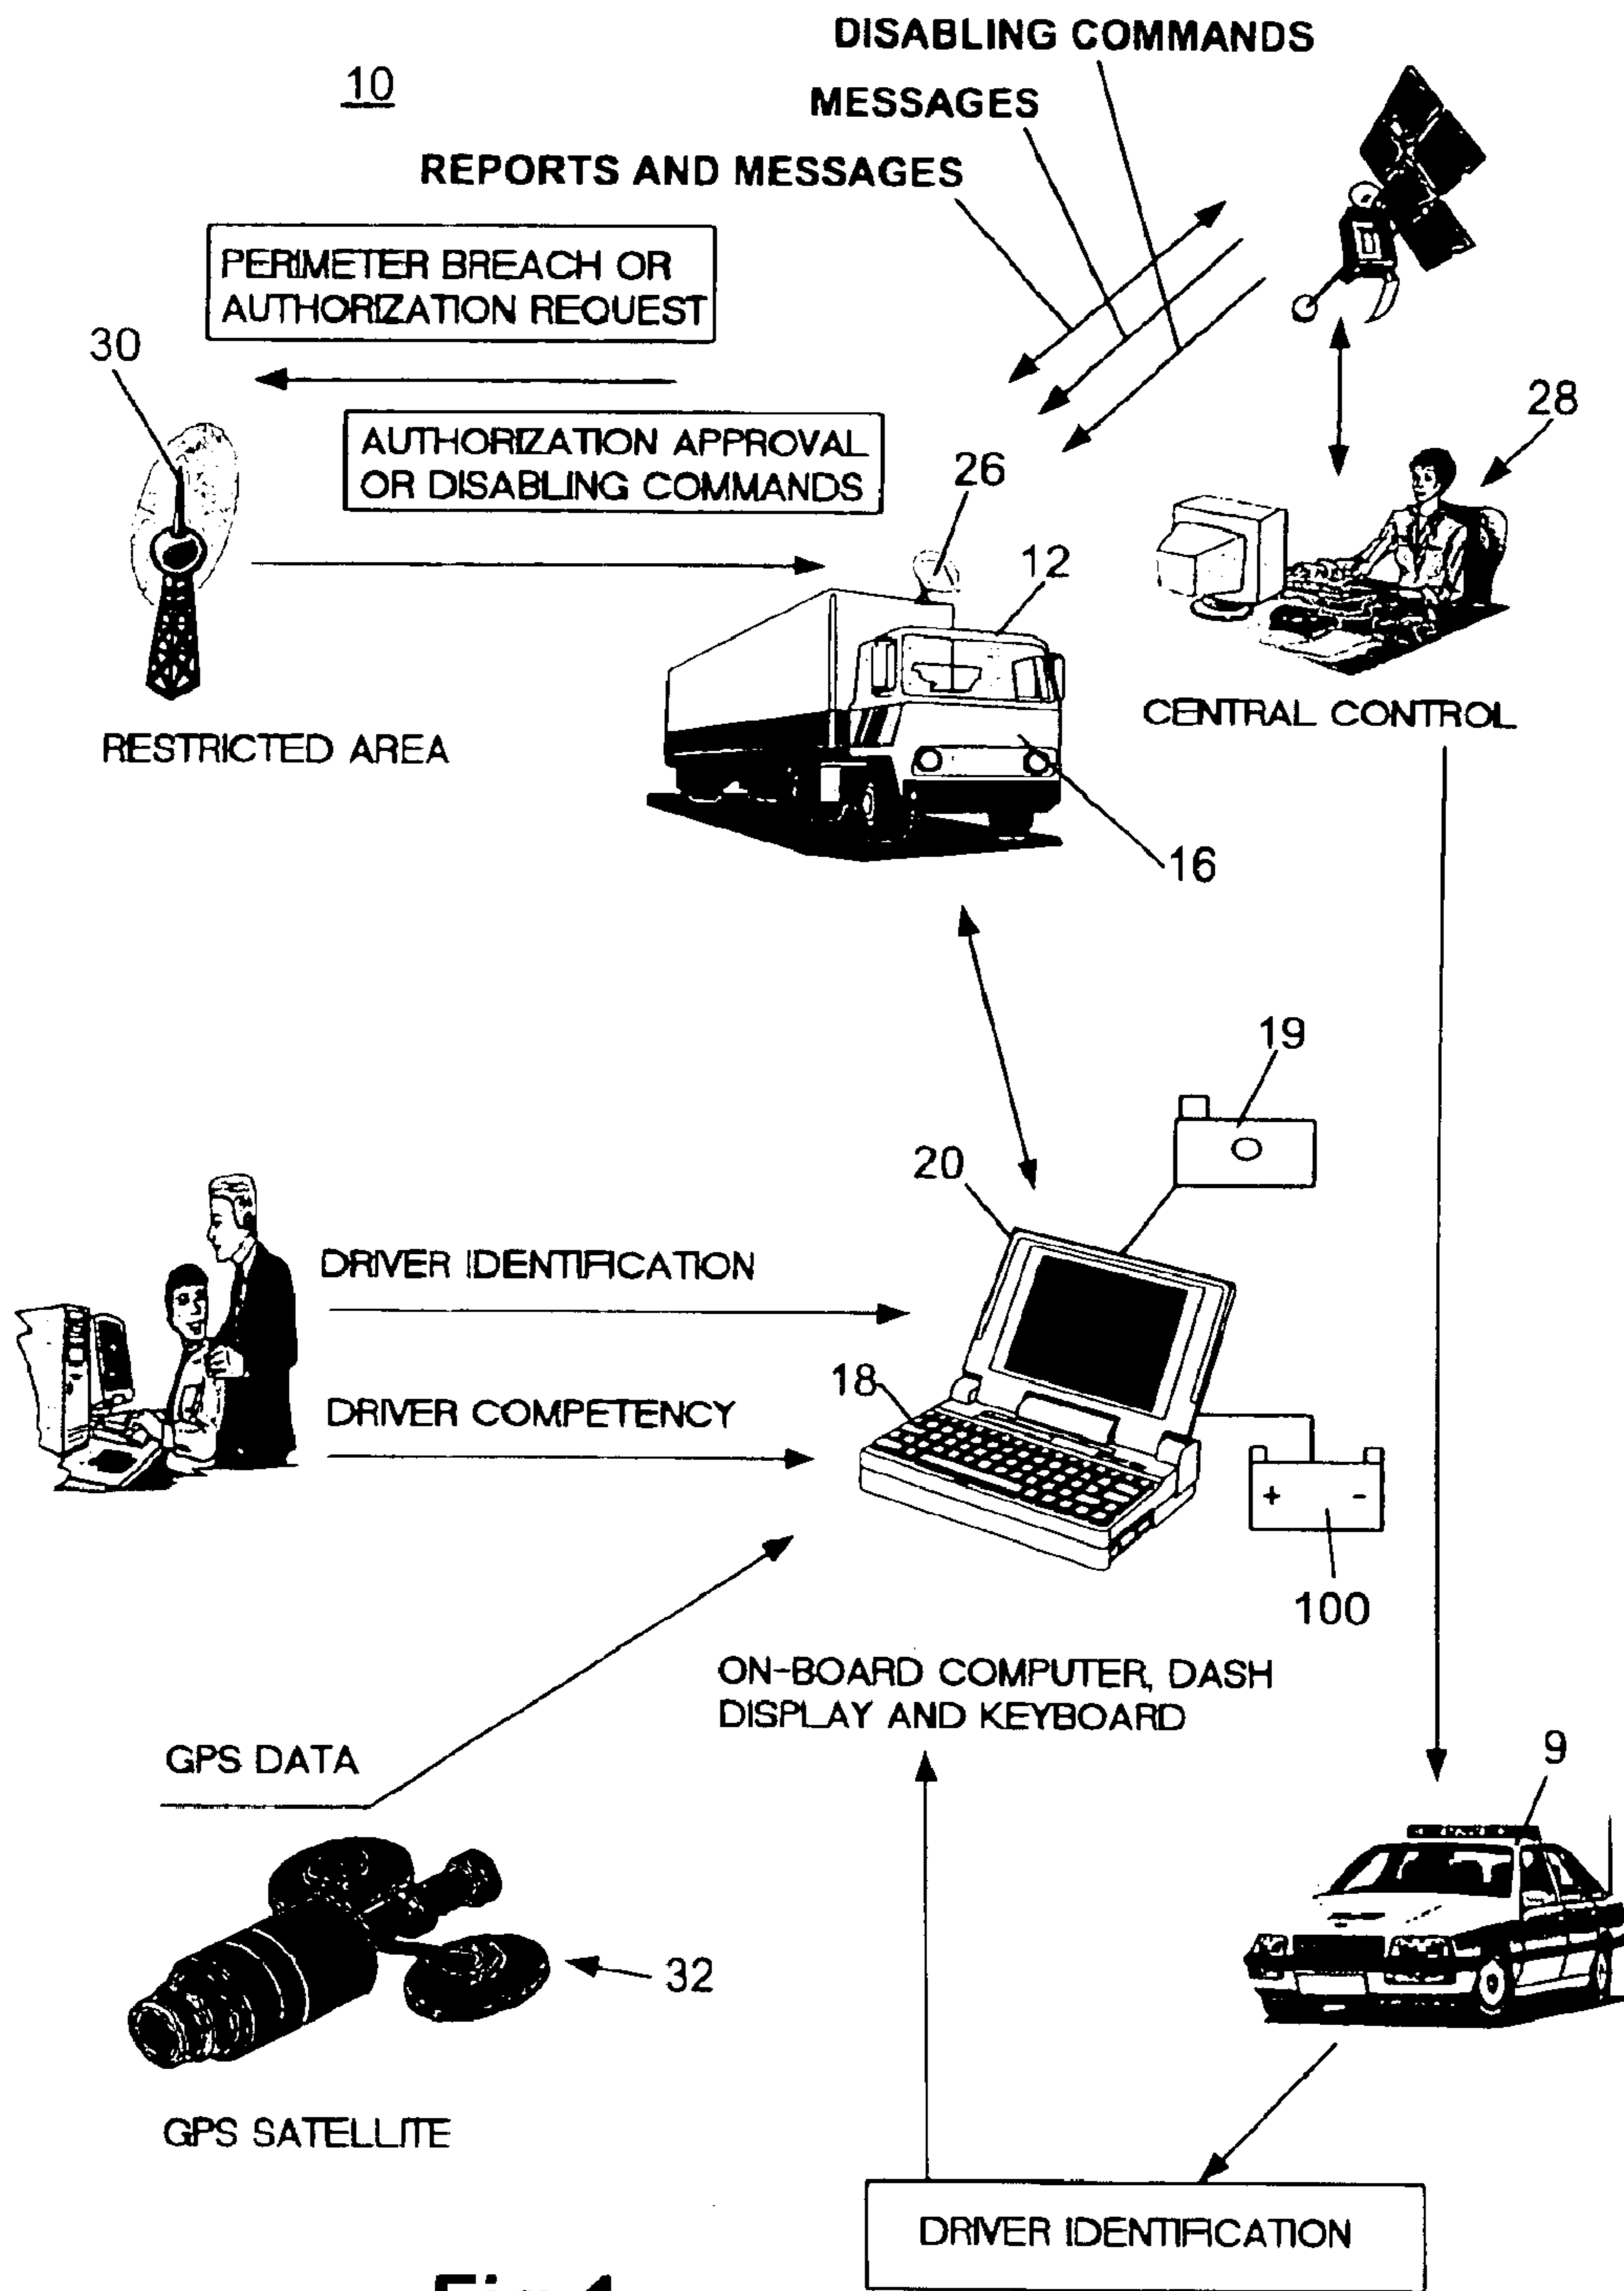 DISABLING COMMANDS
10
MESSAGES
REPORTS AND MESSAGES
PERIMETER BREACH OR
AUTHORIZATION REQUEST
30
28
AUTHORIZATION APPROVAL
OR DISABLING COMMANDS
26
12
CENTRAL CONTROL
RESTRICTED AREA
16
19
20
DRIVER IDENTIFICATION
18
DRIVER COMPETENCY
+ -
100
ON-BOARD COMPUTER, DASH
DISPLAY AND KEYBOARD
GPS DATA
9
32
GPS SATELLITE
DRIVER IDENTIFICATION
Fig 1